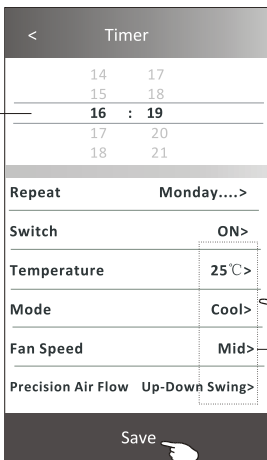 < Timer
14 17
15 18
16 : 19
17 20
18 21
Repeat Monday....>
Switch ON>
Temperature 25℃>
Mode Cool>
Fan Speed Mid>
Precision Air Flow Up-Down Swing>
Save